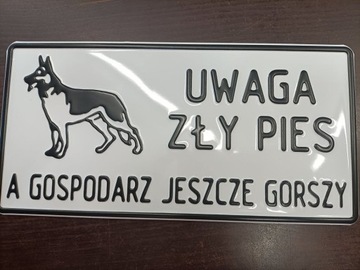 UWAGA
ZŁY PIES
A GOSPODARZ JESZCZE GORSZY